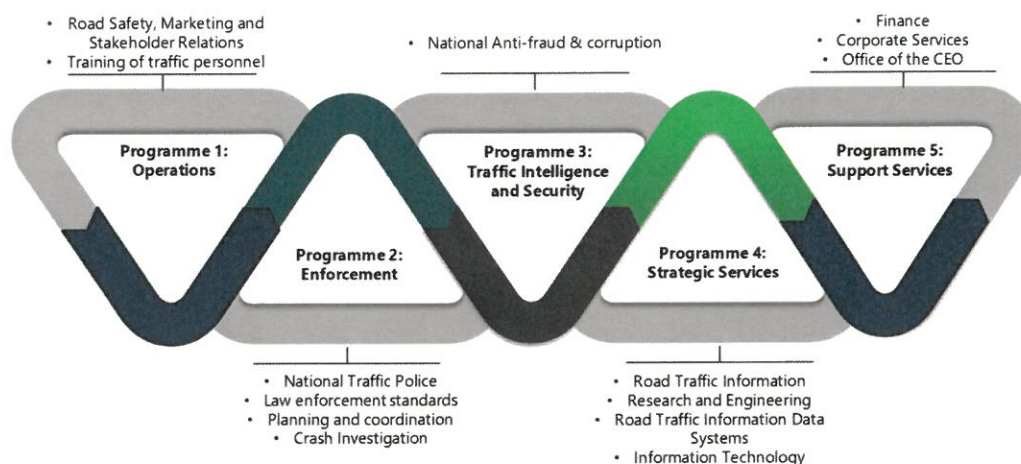 • Road Safety, Marketing and
Stakeholder Relations
• Training of traffic personnel
Programme 1:
Operations
Programme 2:
Enforcement
• National Traffic Police
• Law enforcement standards
• Planning and coordination
• Crash Investigation
• National Anti-fraud & corruption
Programme 3:
Traffic Intelligence
and Security
Programme 4:
Strategic Services
• Road Traffic Information
• Research and Engineering
• Road Traffic Information Data
Systems
• Information Technology
• Finance
• Corporate Services
• Office of the CEO
Programme 5:
Support Services